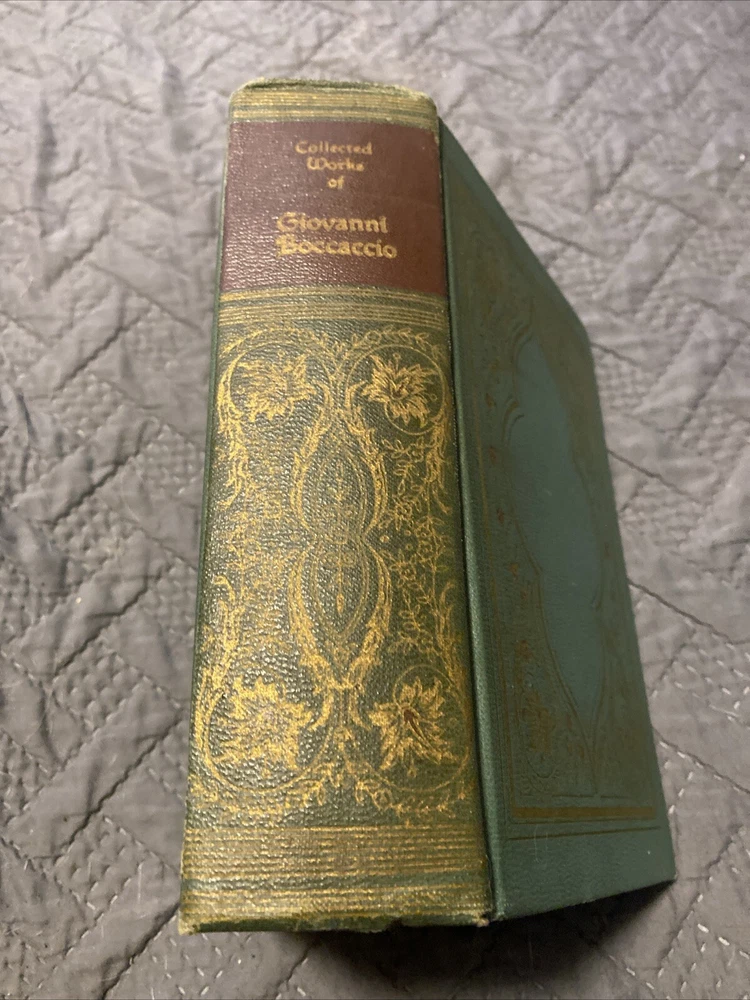 Collected
Works
of
Giovanni
Boccaccio